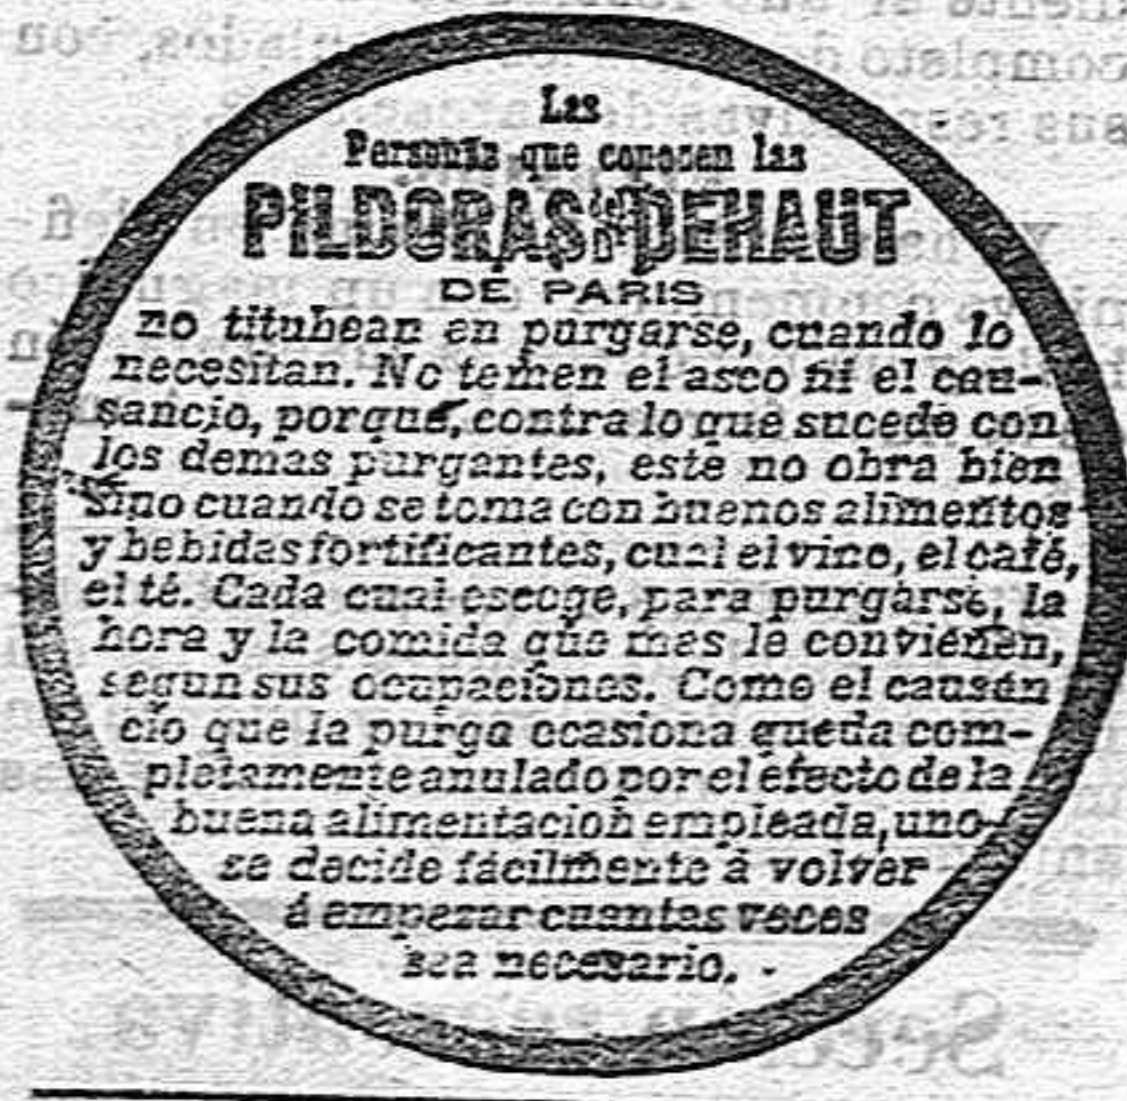 Las
Personas que conocen las
PILDORAS DEHAUT
DE PARIS
no titubean en purgarse, cuando lo
necesitan. No temen el asco ni el cau-
sancio, porque, contra lo que sucede con
los demas purgantes, este no obra bien
sino cuando se toma con buenos alimentos
y bebidas fortificantes, cual el vino, el café,
el té. Cada cual escoge, para purgarse, la
hora y la comida que mas le convienen,
segun sus ocupaciones. Como el causan
cio que la purga ocasiona queda com-
pletamente anulado por el efecto de la
buena alimentacion empleada, uno
se decide fácilmente á volver
á empezar cuantas veces
sea necesario.